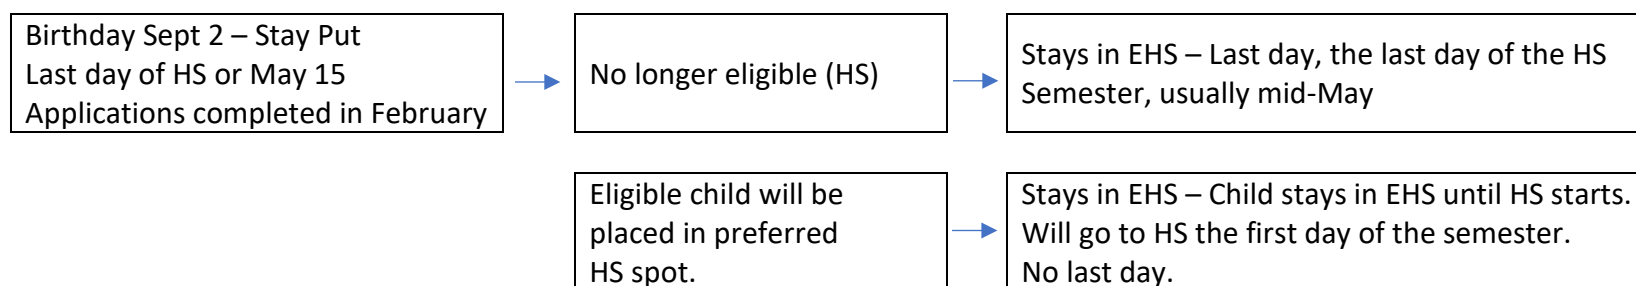 Birthday Sept 2 – Stay Put
Last day of HS or May 15
Applications completed in February
No longer eligible (HS)
Stays in EHS – Last day, the last day of the HS
Semester, usually mid-May
Eligible child will be
placed in preferred
HS spot.
Stays in EHS – Child stays in EHS until HS starts.
Will go to HS the first day of the semester.
No last day.